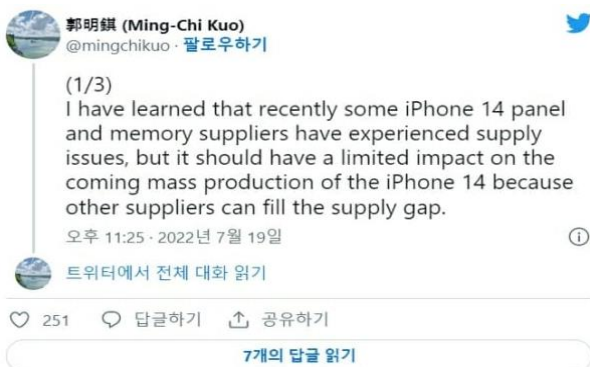 郭明錤 (Ming-Chi Kuo)
@mingchikuo · 팔로우하기
(1/3)
I have learned that recently some iPhone 14 panel
and memory suppliers have experienced supply
issues, but it should have a limited impact on the
coming mass production of the iPhone 14 because
other suppliers can fill the supply gap.
오후 11:25 · 2022년 7월 19일
트위터에서 전체 대화 읽기
251 답글하기 공유하기
7개의 답글 읽기